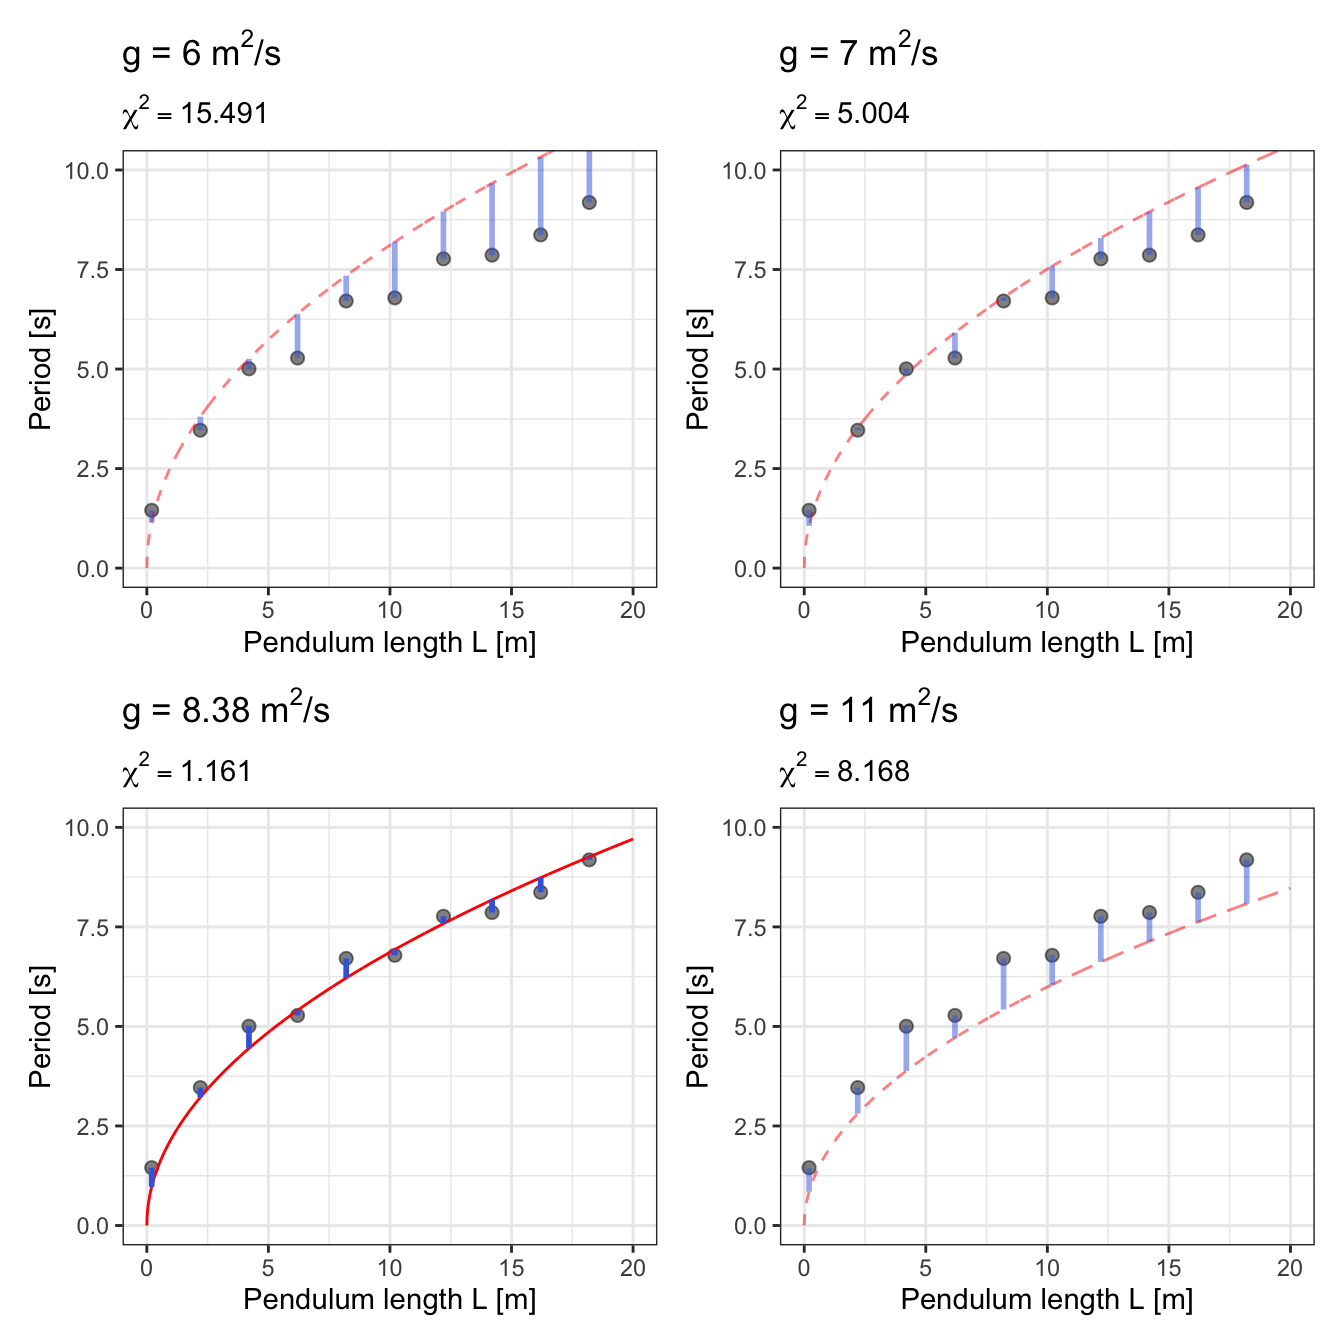 g = 6 m²/s
χ² = 15.491
10.0
7.5
5.0
2.5
0.0
Period [s]
0 5 10 15 20
Pendulum length L [m]
g = 7 m²/s
χ² = 5.004
10.0
7.5
5.0
2.5
0.0
Period [s]
0 5 10 15 20
Pendulum length L [m]
g = 8.38 m²/s
χ² = 1.161
10.0
7.5
5.0
2.5
0.0
Period [s]
0 5 10 15 20
Pendulum length L [m]
g = 11 m²/s
χ² = 8.168
10.0
7.5
5.0
2.5
0.0
Period [s]
0 5 10 15 20
Pendulum length L [m]